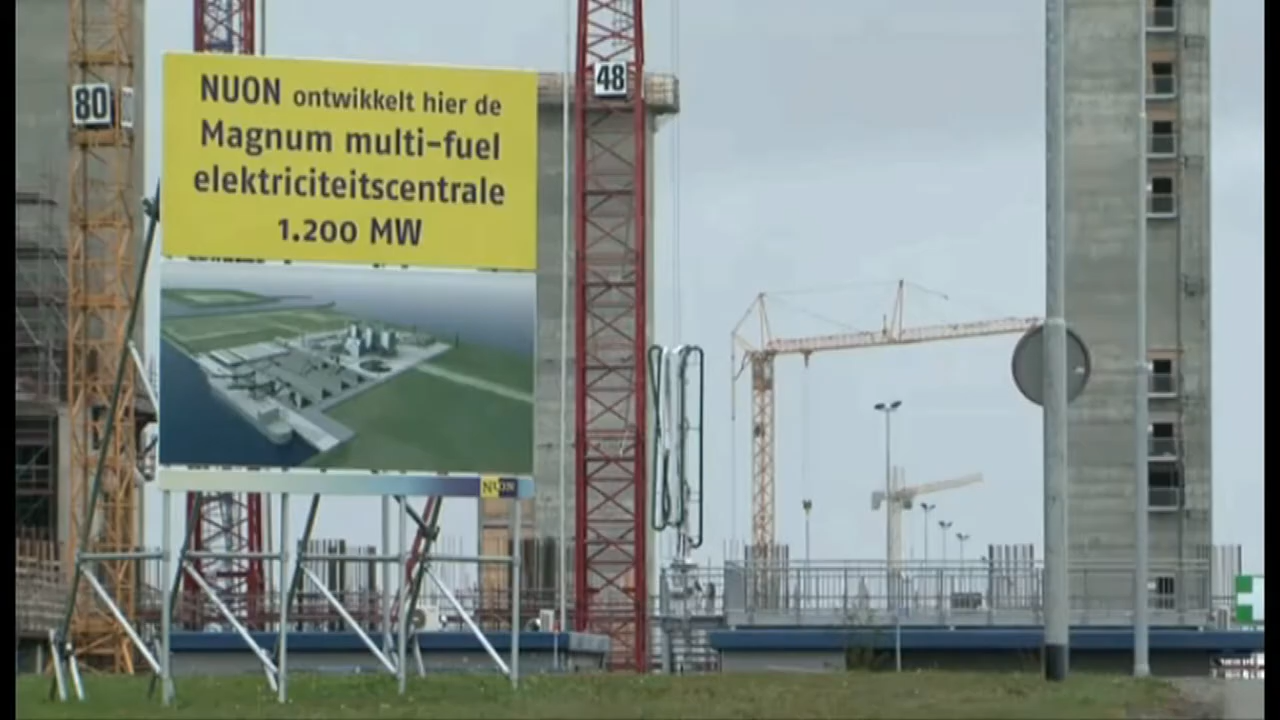 80
48
NUON ontwikkelt hier de
Magnum multi-fuel
elektriciteitscentrale
1.200 MW
NUON